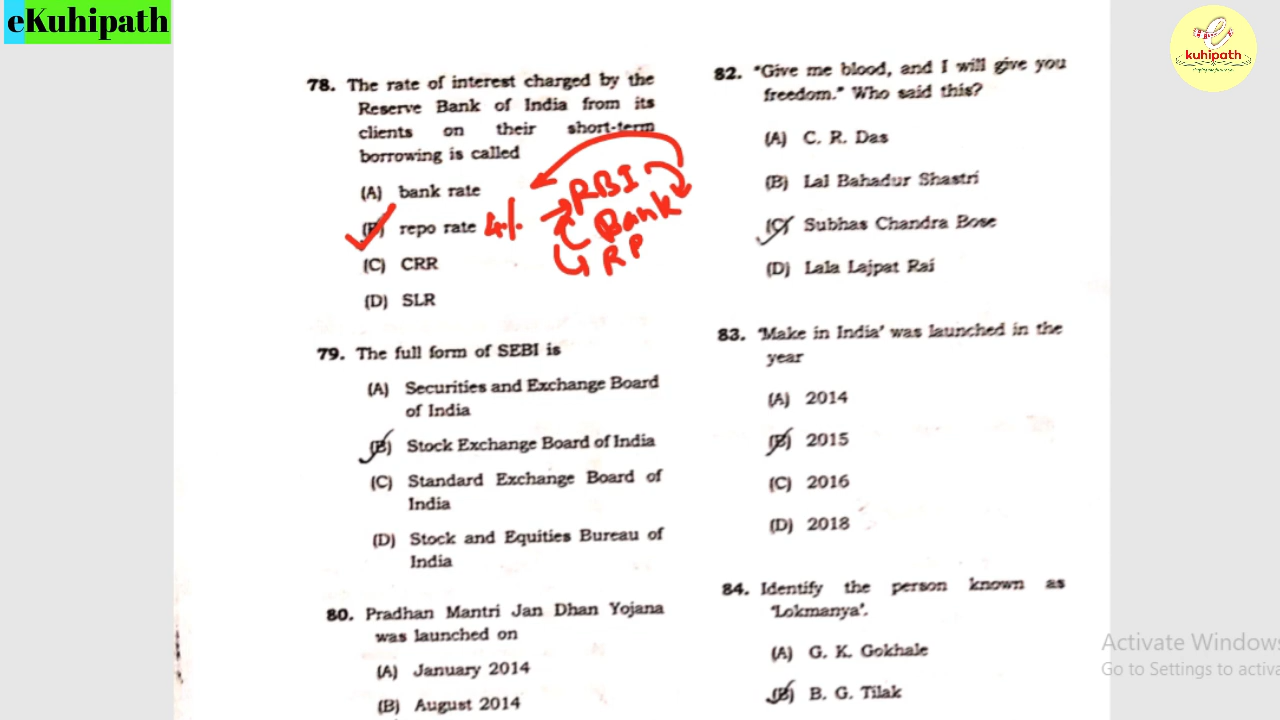 eKuhipath
kuhipath
78. The rate of interest charged by the
Reserve Bank of India from its
clients on their short-term
borrowing is called
(A) bank rate
(B) repo rate 4%
(C) CRR
(D) SLR
RBI
Bank
RP
79. The full form of SEBI is
(A) Securities and Exchange Board
of India
(B) Stock Exchange Board of India
(C) Standard Exchange Board of
India
(D) Stock and Equities Bureau of
India
80. Pradhan Mantri Jan Dhan Yojana
was launched on
(A) January 2014
(B) August 2014
82. "Give me blood, and I will give you
freedom." Who said this?
(A) C. R. Das
(B) Lal Bahadur Shastri
(C) Subhas Chandra Bose
(D) Lala Lajpat Rai
83. 'Make in India' was launched in the
year
(A) 2014
(B) 2015
(C) 2016
(D) 2018
84. Identify the person known as
'Lokmanya'.
(A) G. K. Gokhale
(B) B. G. Tilak
Activate Windows
Go to Settings to activa